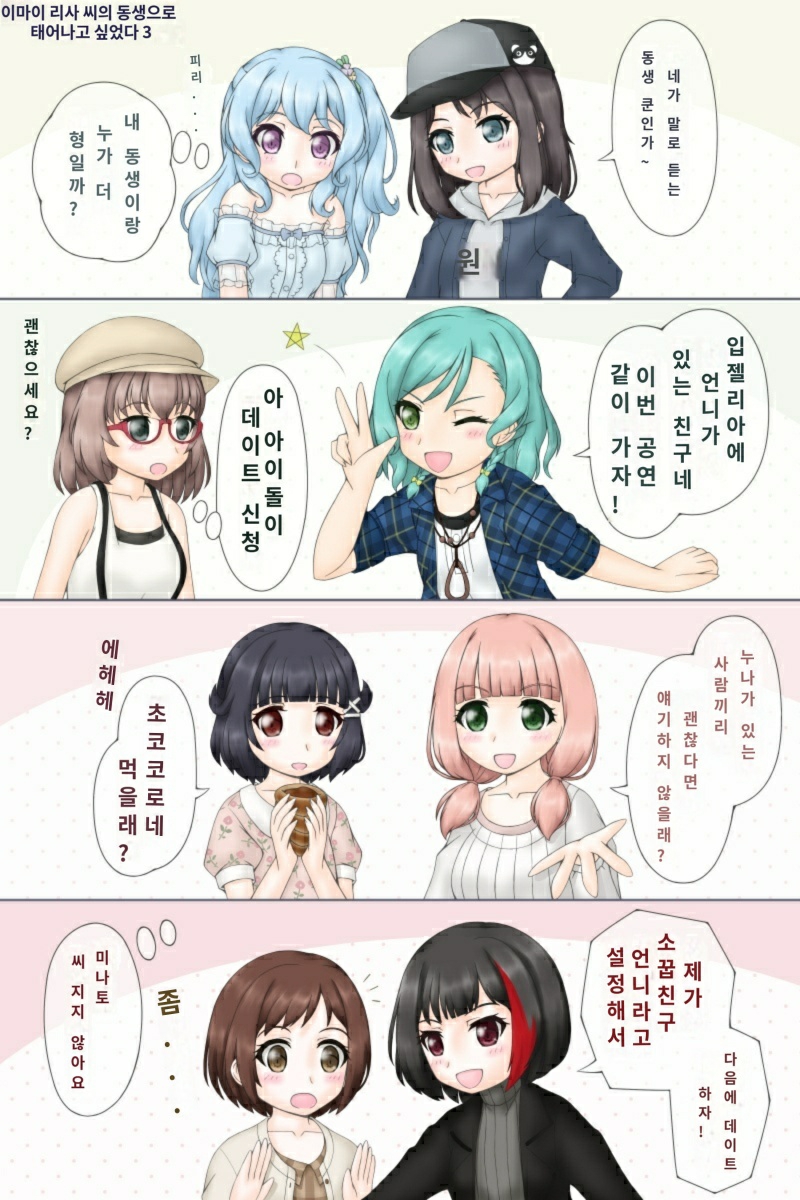 이마이 리사 씨의 동생으로
태어나고 싶었다 3
네가 말로 듣는
동생 쿤인가~
피리...
내 동생이랑
누가 더
형일까?
원
입젤리아에
언니가
있는 친구네
이번 공연
같이 가자!
아 아이돌이
데이트 신청
괜찮으세요?
누나가 있는
사람끼리
괜찮다면
얘기하지 않을래?
초코코로네
먹을래?
에헤헤
제가
소꿉친구
언니라고
설정해서
다음에 데이트
하자!
좀...
미나토
씨 지지 않아요